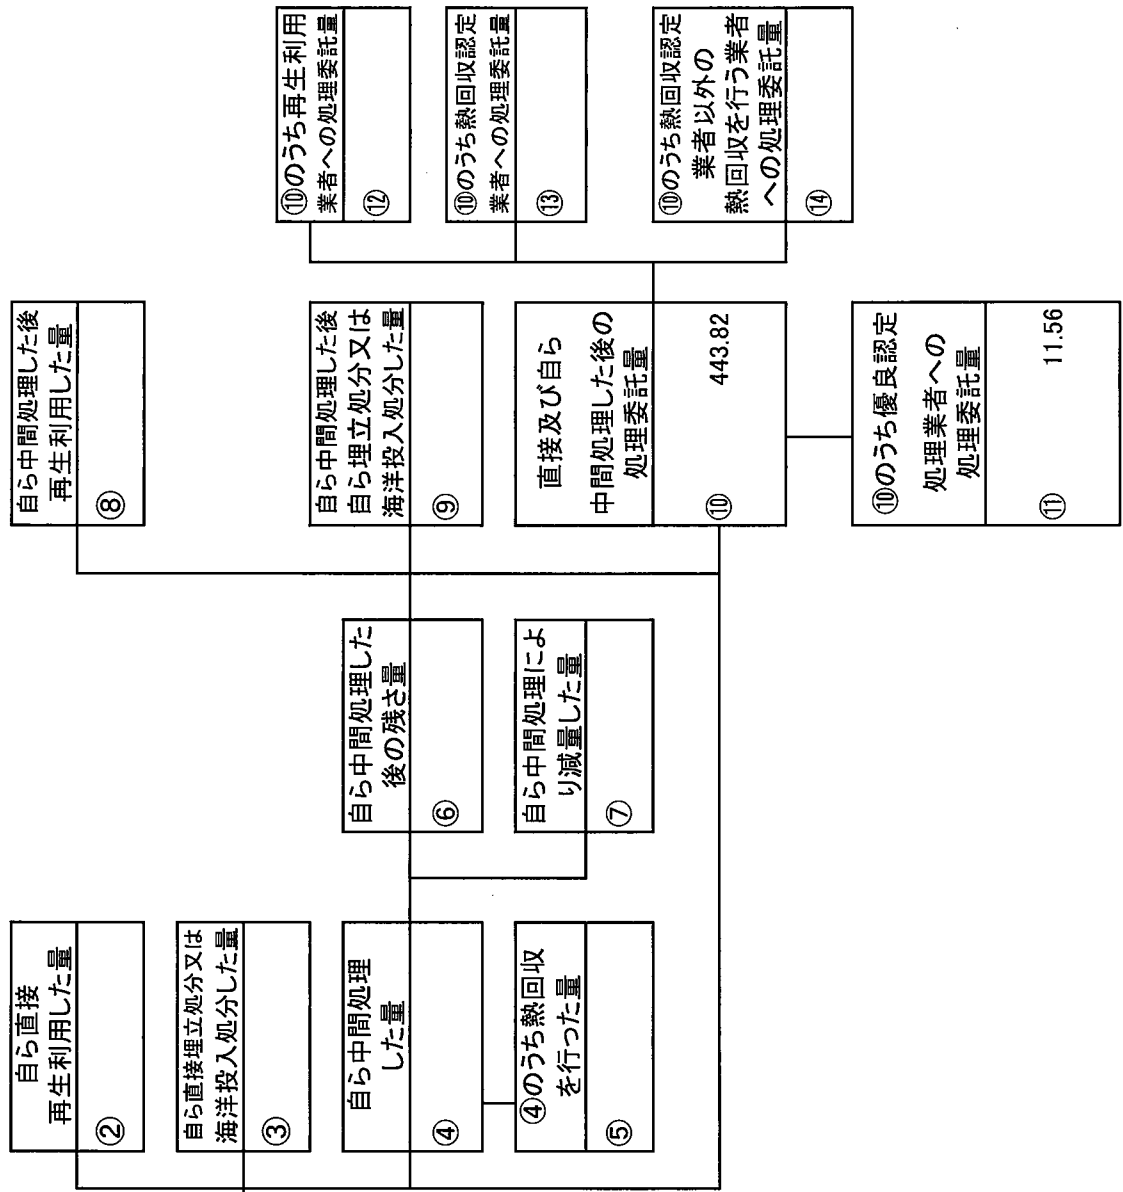 自ら直接
再生利用した量
②
自ら直接埋立処分又は
海洋投入処分した量
③
自ら中間処理
した量
④
④のうち熱回収
を行った量
⑤
自ら中間処理した
後の残さ量
⑥
自ら中間処理によ
り減量した量
⑦
自ら中間処理した後
再生利用した量
⑧
自ら中間処理した後
自ら埋立処分又は
海洋投入処分した量
⑨
直接及び自ら
中間処理した後の
処理委託量
⑩
443.82
⑩のうち優良認定
処理業者への
処理委託量
⑪
11.56
⑩のうち再生利用
業者への処理委託量
⑫
⑩のうち熱回収認定
業者への処理委託量
⑬
⑩のうち熱回収認定
業者以外の
熱回収を行う業者
への処理委託量
⑭